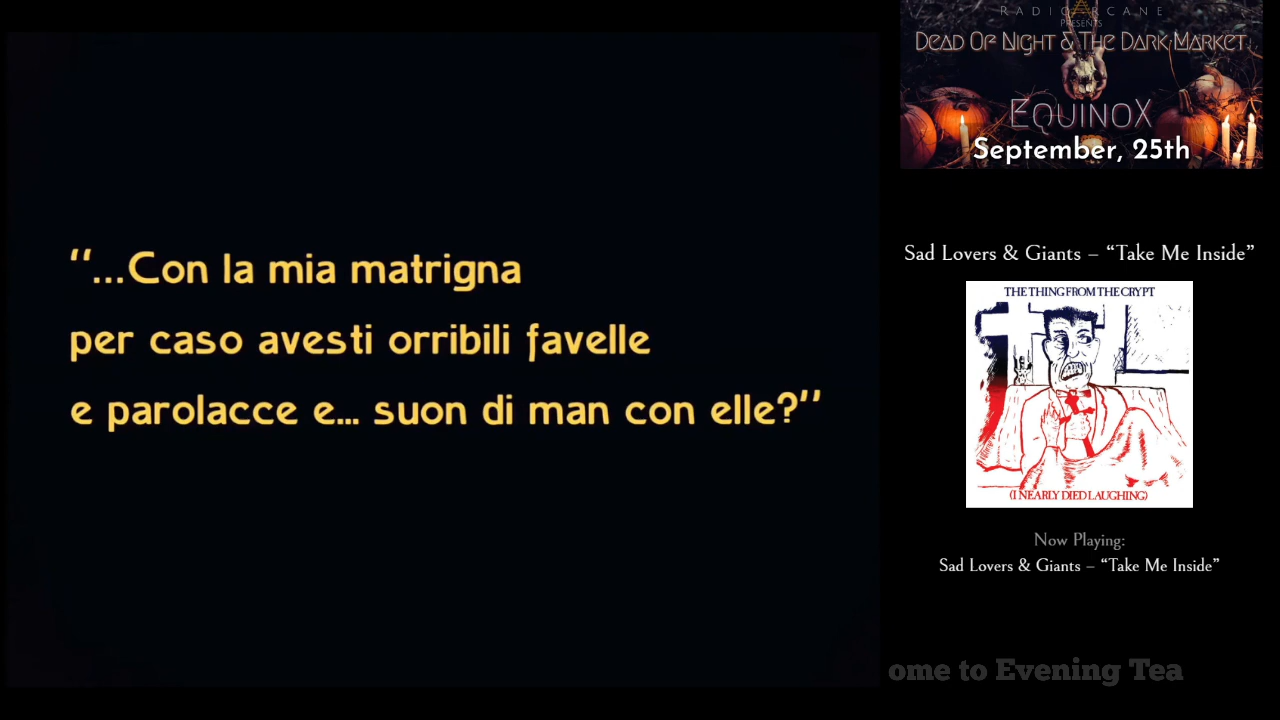 "...Con la mia matrigna
per caso avesti orribili favelle
e parolacce e... suon di man con elle?"
RADIO ARCANE
PRESENTS
DEAD OF NIGHT & THE DARK MARKET
EQUINOX
September, 25th
Sad Lovers & Giants – “Take Me Inside”
THE THING FROM THE CRYPT
(I NEARLY DIED LAUGHING)
Now Playing:
Sad Lovers & Giants – “Take Me Inside”
ome to Evening Tea